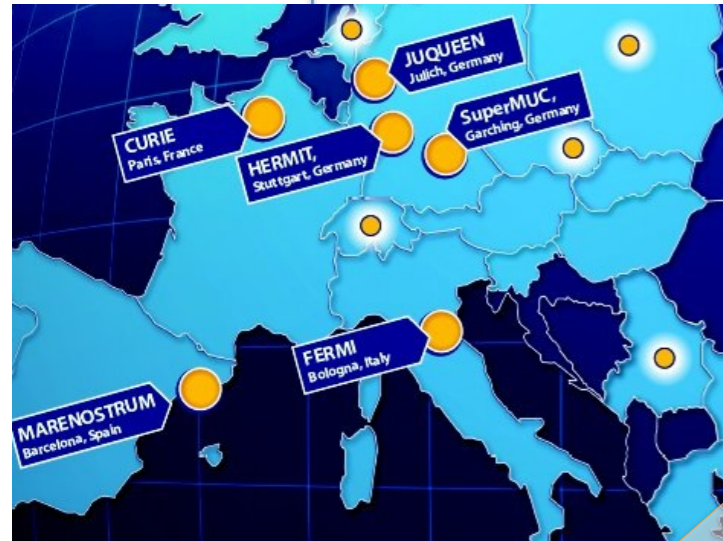 JUQUEEN
Julich, Germany
SuperMUC,
Garching, Germany
CURIE
Paris, France
HERMIT,
Stuttgart, Germany
FERMI
Bologna, Italy
MARENOSTRUM
Barcelona, Spain